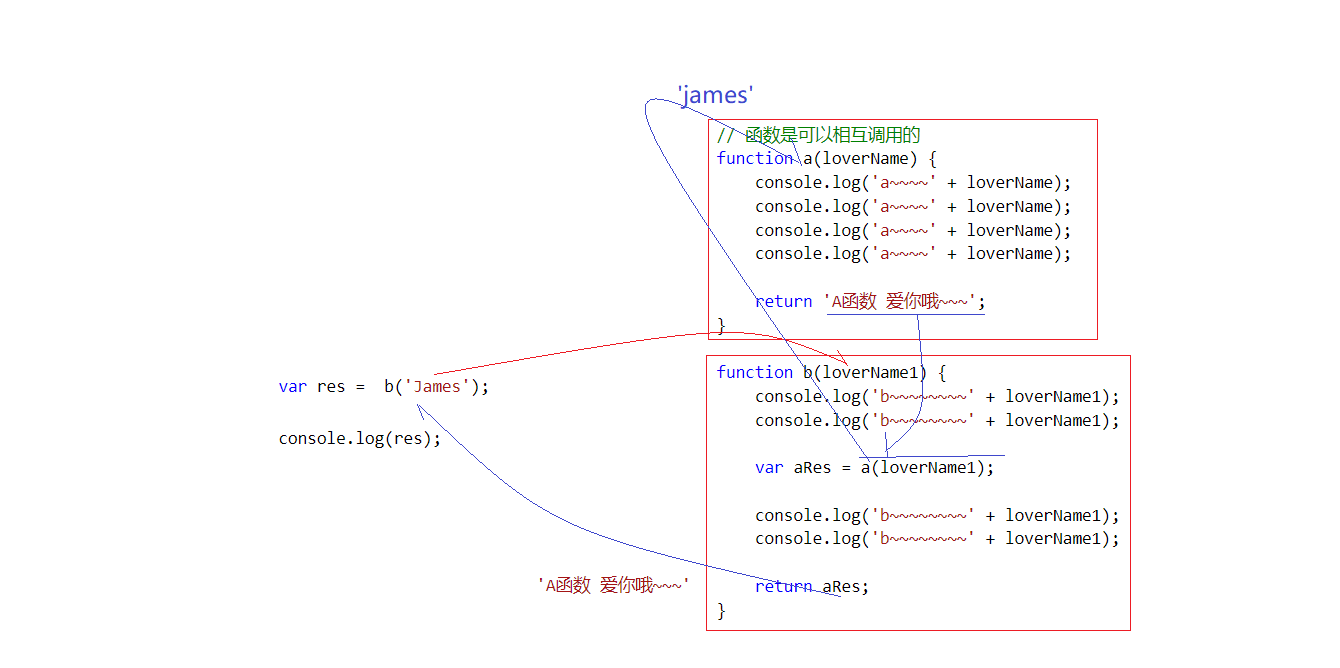 'james'
// 函数是可以相互调用的
function a(loverName) {
console.log('a~~~~' + loverName);
console.log('a~~~~' + loverName);
console.log('a~~~~' + loverName);
console.log('a~~~~' + loverName);
return 'A函数 爱你哦~~~';
}
var res =  b('James');
console.log(res);
function b(loverName1) {
console.log('b~~~~~~~~' + loverName1);
console.log('b~~~~~~~~' + loverName1);
var aRes = a(loverName1);
console.log('b~~~~~~~~' + loverName1);
console.log('b~~~~~~~~' + loverName1);
return aRes;
}
'A函数 爱你哦~~~'